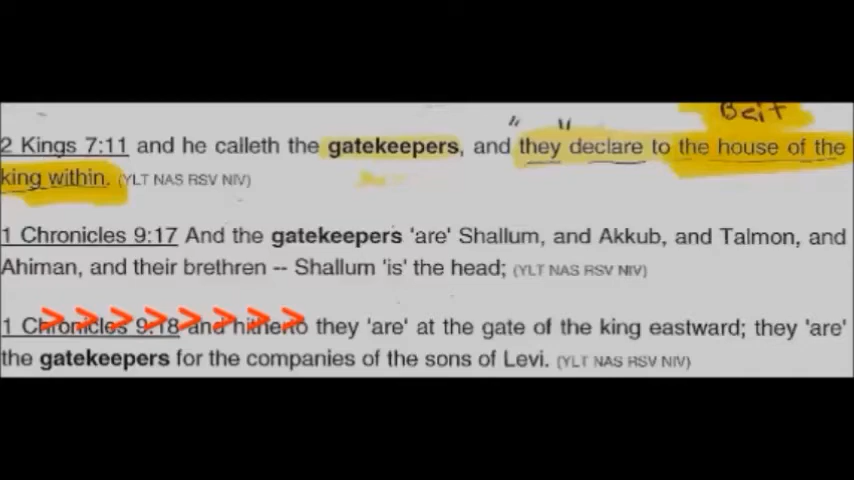 Beit
2 Kings 7:11 and he calleth the gatekeepers, and they declare to the house of the
king within. (YLT NAS RSV NIV)
1 Chronicles 9:17 And the gatekeepers 'are' Shallum, and Akkub, and Talmon, and
Ahiman, and their brethren -- Shallum 'is' the head; (YLT NAS RSV NIV)
1 Chronicles 9:18 and hitherto they 'are' at the gate of the king eastward; they 'are'
the gatekeepers for the companies of the sons of Levi. (YLT NAS RSV NIV)